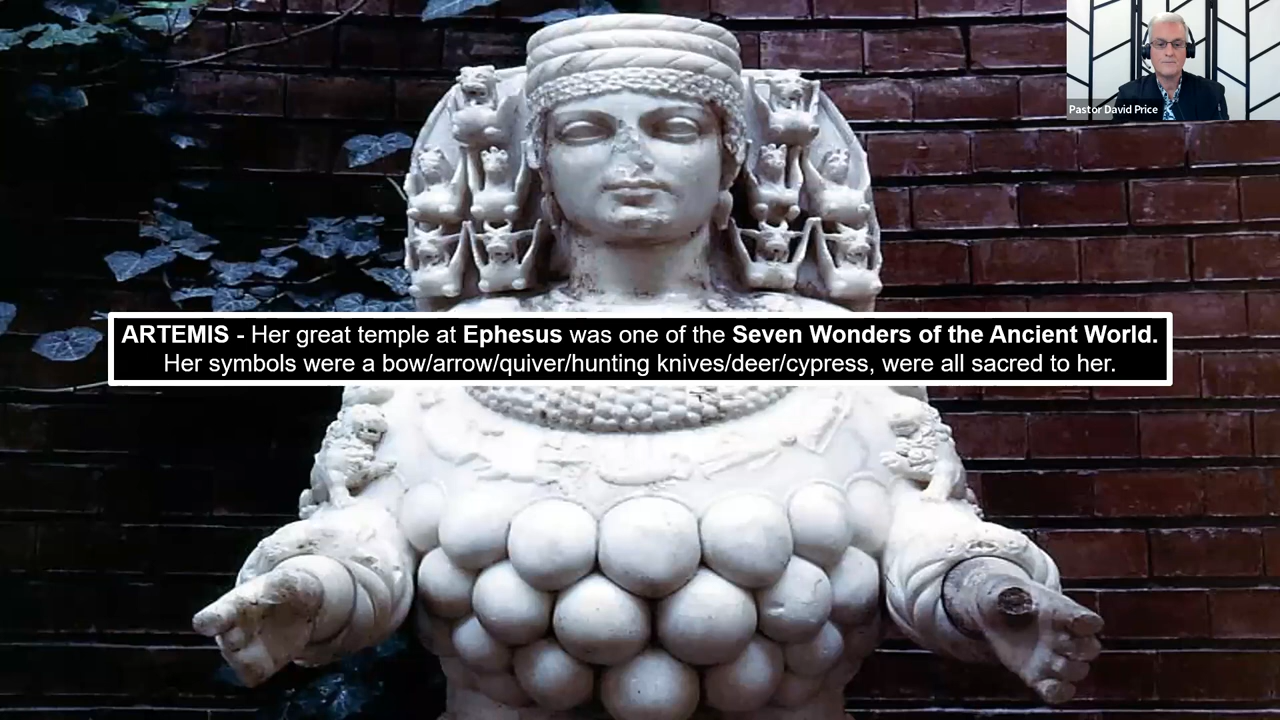 Pastor David Price
ARTEMIS - Her great temple at Ephesus was one of the Seven Wonders of the Ancient World.
Her symbols were a bow/arrow/quiver/hunting knives/deer/cypress, were all sacred to her.